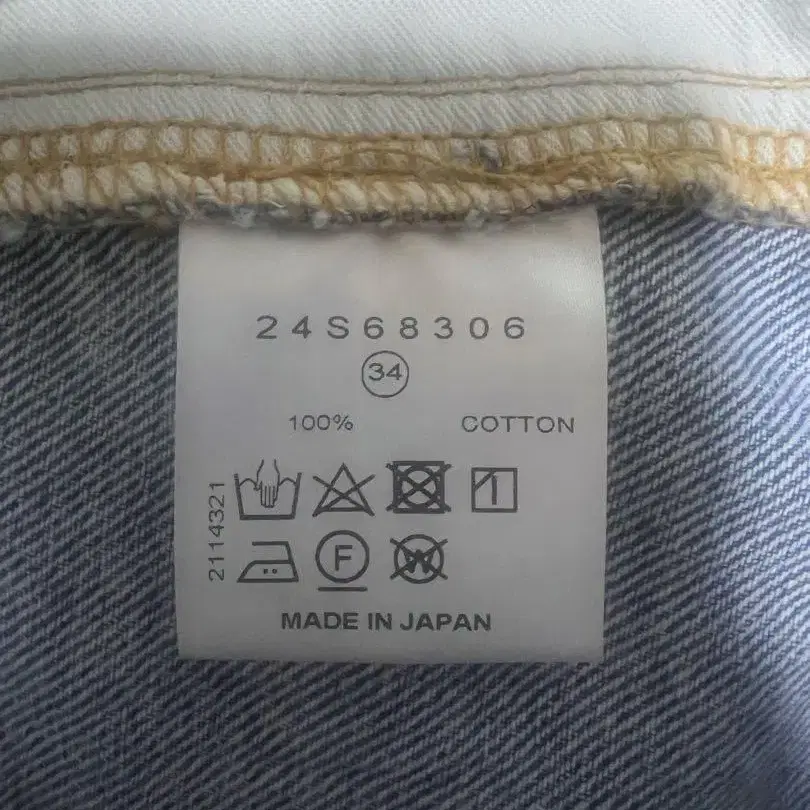 24S68306
34
100% COTTON
2114321
F
W
MADE IN JAPAN